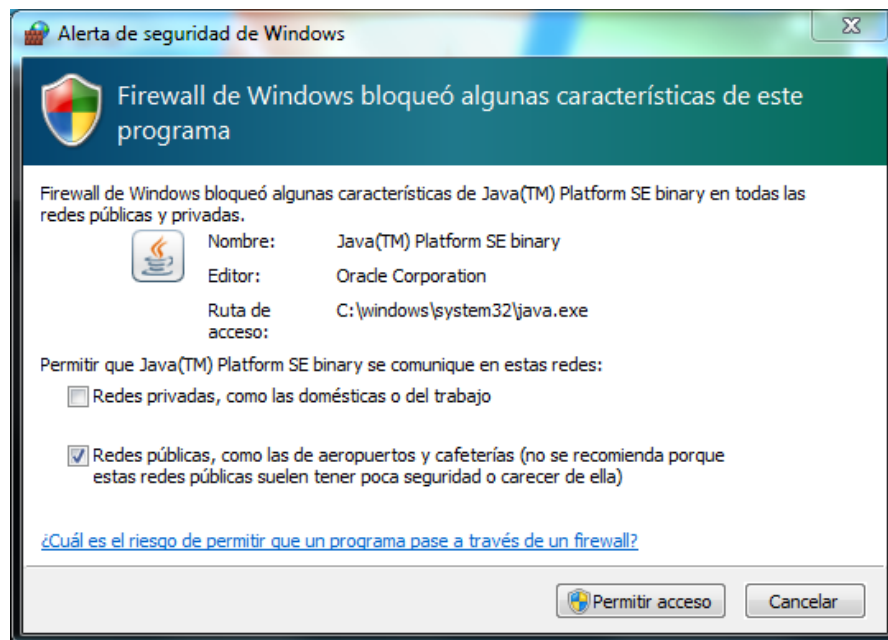 Alerta de seguridad de Windows
Firewall de Windows bloqueó algunas características de este
programa
Firewall de Windows bloqueó algunas características de Java(TM) Platform SE binary en todas las
redes públicas y privadas.
Nombre: Java(TM) Platform SE binary
Editor: Oracle Corporation
Ruta de C:\windows\system32\java.exe
acceso:
Permitir que Java(TM) Platform SE binary se comunique en estas redes:
Redes privadas, como las domésticas o del trabajo
Redes públicas, como las de aeropuertos y cafeterías (no se recomienda porque
estas redes públicas suelen tener poca seguridad o carecer de ella)
¿Cuál es el riesgo de permitir que un programa pase a través de un firewall?
Permitir acceso Cancelar